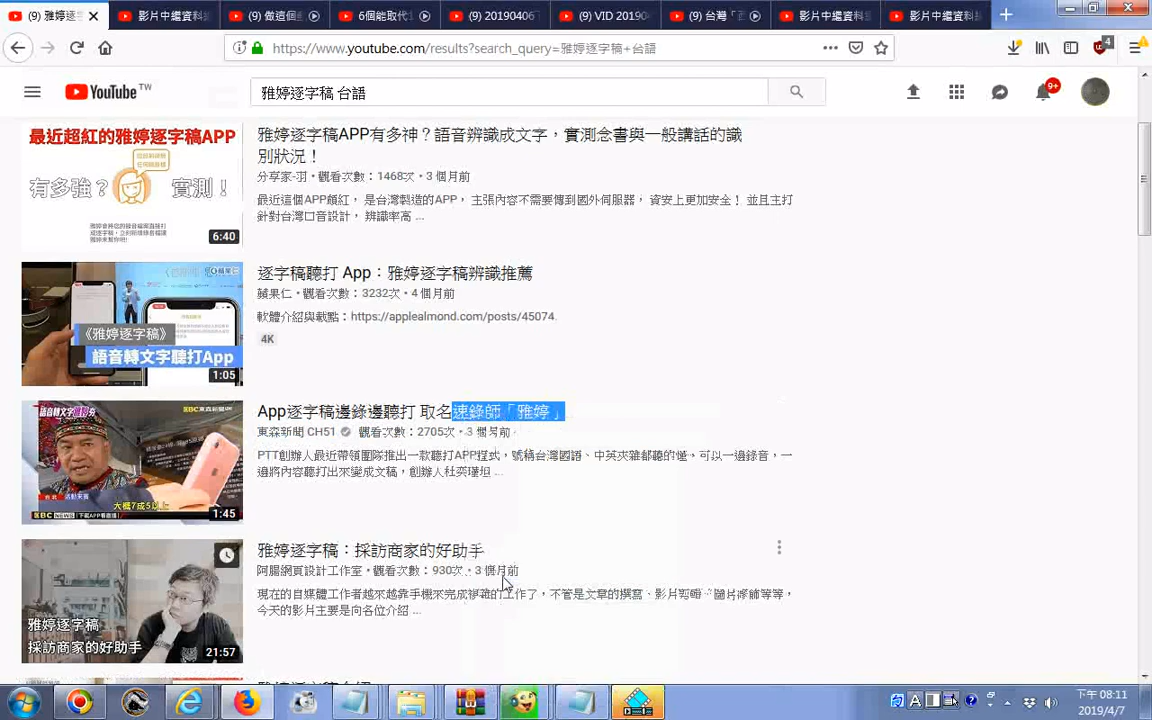 (9) 雅婷逐
影片中繼資料
(9) 做這個
6個能取代
(9) 20190406
(9) VID 2019
(9) 台灣「
影片中繼資料
影片中繼資料
https://www.youtube.com/results?search_query=雅婷逐字稿+台語
4
YouTube TW
雅婷逐字稿 台語
9+
最近超紅的雅婷逐字稿APP
有多強？
實測！
6:40
雅婷逐字稿APP有多神？語音辨識成文字，實測念書與一般講話的識
別狀況！
分享家-羽 • 觀看次數：1468次 • 3 個月前
最近這個APP頗紅， 是台灣製造的APP， 主張內容不需要傳到國外伺服器， 資安上更加安全！ 並且主打
針對台灣口音設計， 辨識率高 ...
《雅婷逐字稿》
語音轉文字聽打App
1:05
逐字稿聽打 App：雅婷逐字稿辨識推薦
蘋果仁 • 觀看次數：3232次 • 4 個月前
軟體介紹與載點：https://applealmond.com/posts/45074.
4K
EBC 東森新聞
大概7成5以上
EBC NEWS
1:45
App逐字稿邊錄邊聽打 取名速錄師「雅婷」
東森新聞 CH51 觀看次數：2705次 • 3 個月前
PTT創辦人最近帶領團隊推出一款聽打APP程式，號稱台灣國語、中英夾雜都聽的懂，可以一邊錄音，一
邊將內容聽打出來變成文稿，創辦人杜奕瑾坦 ...
雅婷逐字稿
採訪商家的好助手
21:57
雅婷逐字稿：採訪商家的好助手
阿腸網頁設計工作室 • 觀看次數：930次 • 3 個月前
現在的自媒體工作者越來越靠手機來完成複雜的工作了，不管是文章的撰寫、影片剪輯、圖片修飾等等，
今天的影片主要是向各位介紹 ...
下午 08:11
2019/4/7